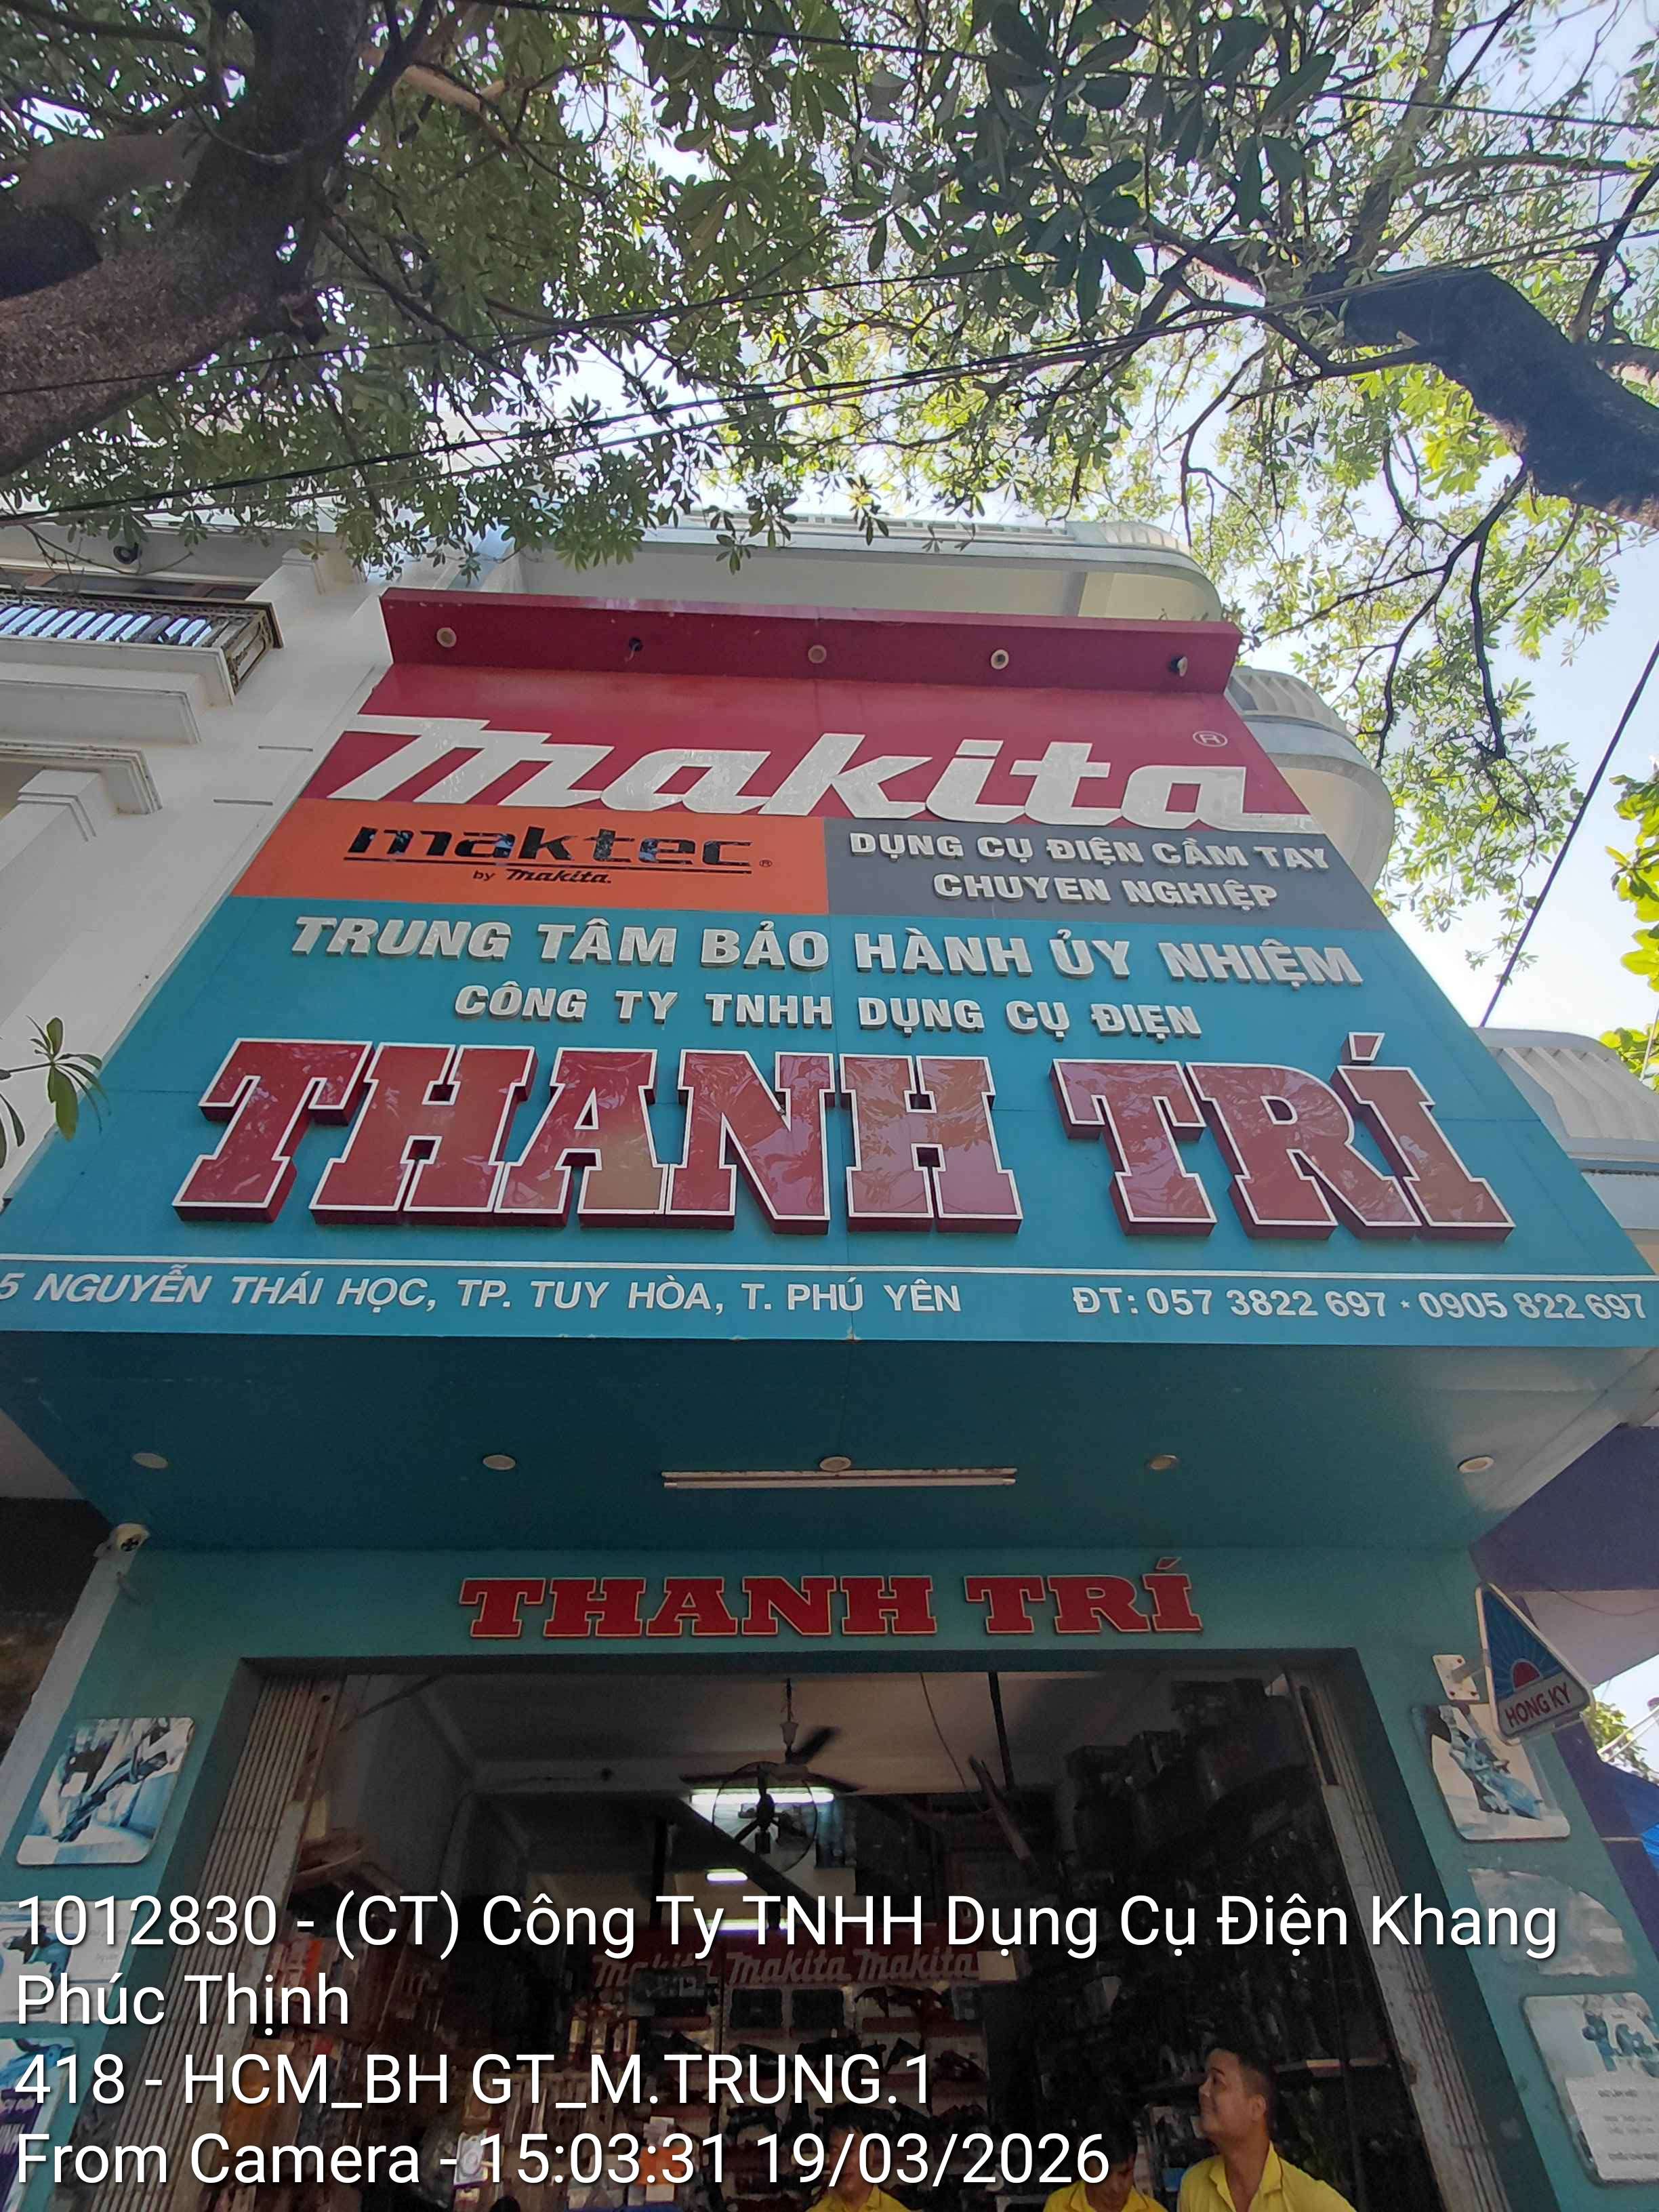 makita®
maktec®
by makita.
DỤNG CỤ ĐIỆN CẦM TAY
CHUYEN NGHIỆP
TRUNG TÂM BẢO HÀNH ỦY NHIỆM
CÔNG TY TNHH DỤNG CỤ ĐIỆN
THANH TRÍ
5 NGUYỄN THÁI HỌC, TP. TUY HÒA, T. PHÚ YÊN ĐT: 057 3822 697 * 0905 822 697
THANH TRÍ
HONG KY
makita makita makita
1012830 - (CT) Công Ty TNHH Dụng Cụ Điện Khang
Phúc Thịnh
418 - HCM_BH GT_M.TRUNG.1
From Camera - 15:03:31 19/03/2026